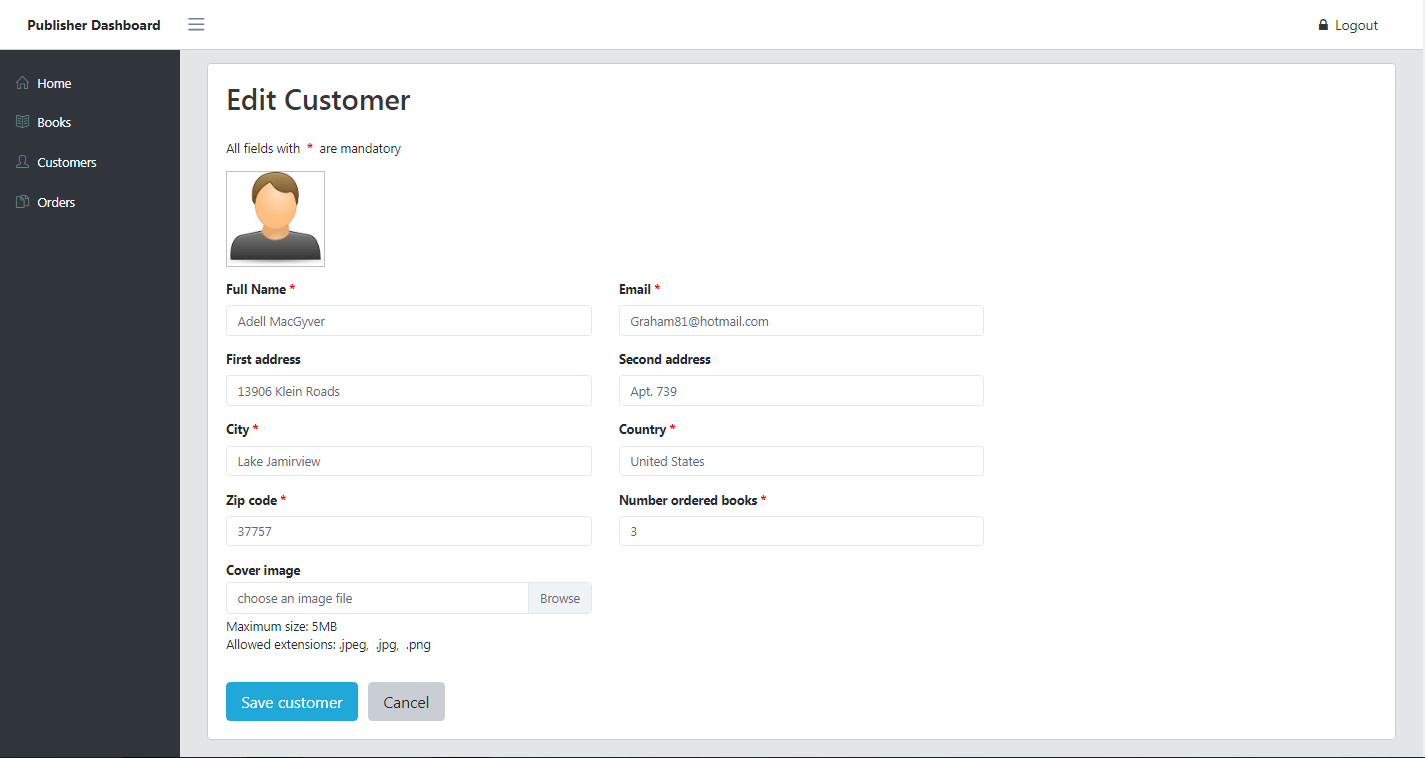 Publisher Dashboard
Logout
Home
Books
Customers
Orders
Edit Customer
All fields with * are mandatory
Full Name *
Email *
Adell MacGyver
Graham81@hotmail.com
First address
Second address
13906 Klein Roads
Apt. 739
City *
Country *
Lake Jamirview
United States
Zip code *
Number ordered books *
37757
3
Cover image
choose an image file
Browse
Maximum size: 5MB
Allowed extensions: .jpeg, .jpg, .png
Save customer
Cancel